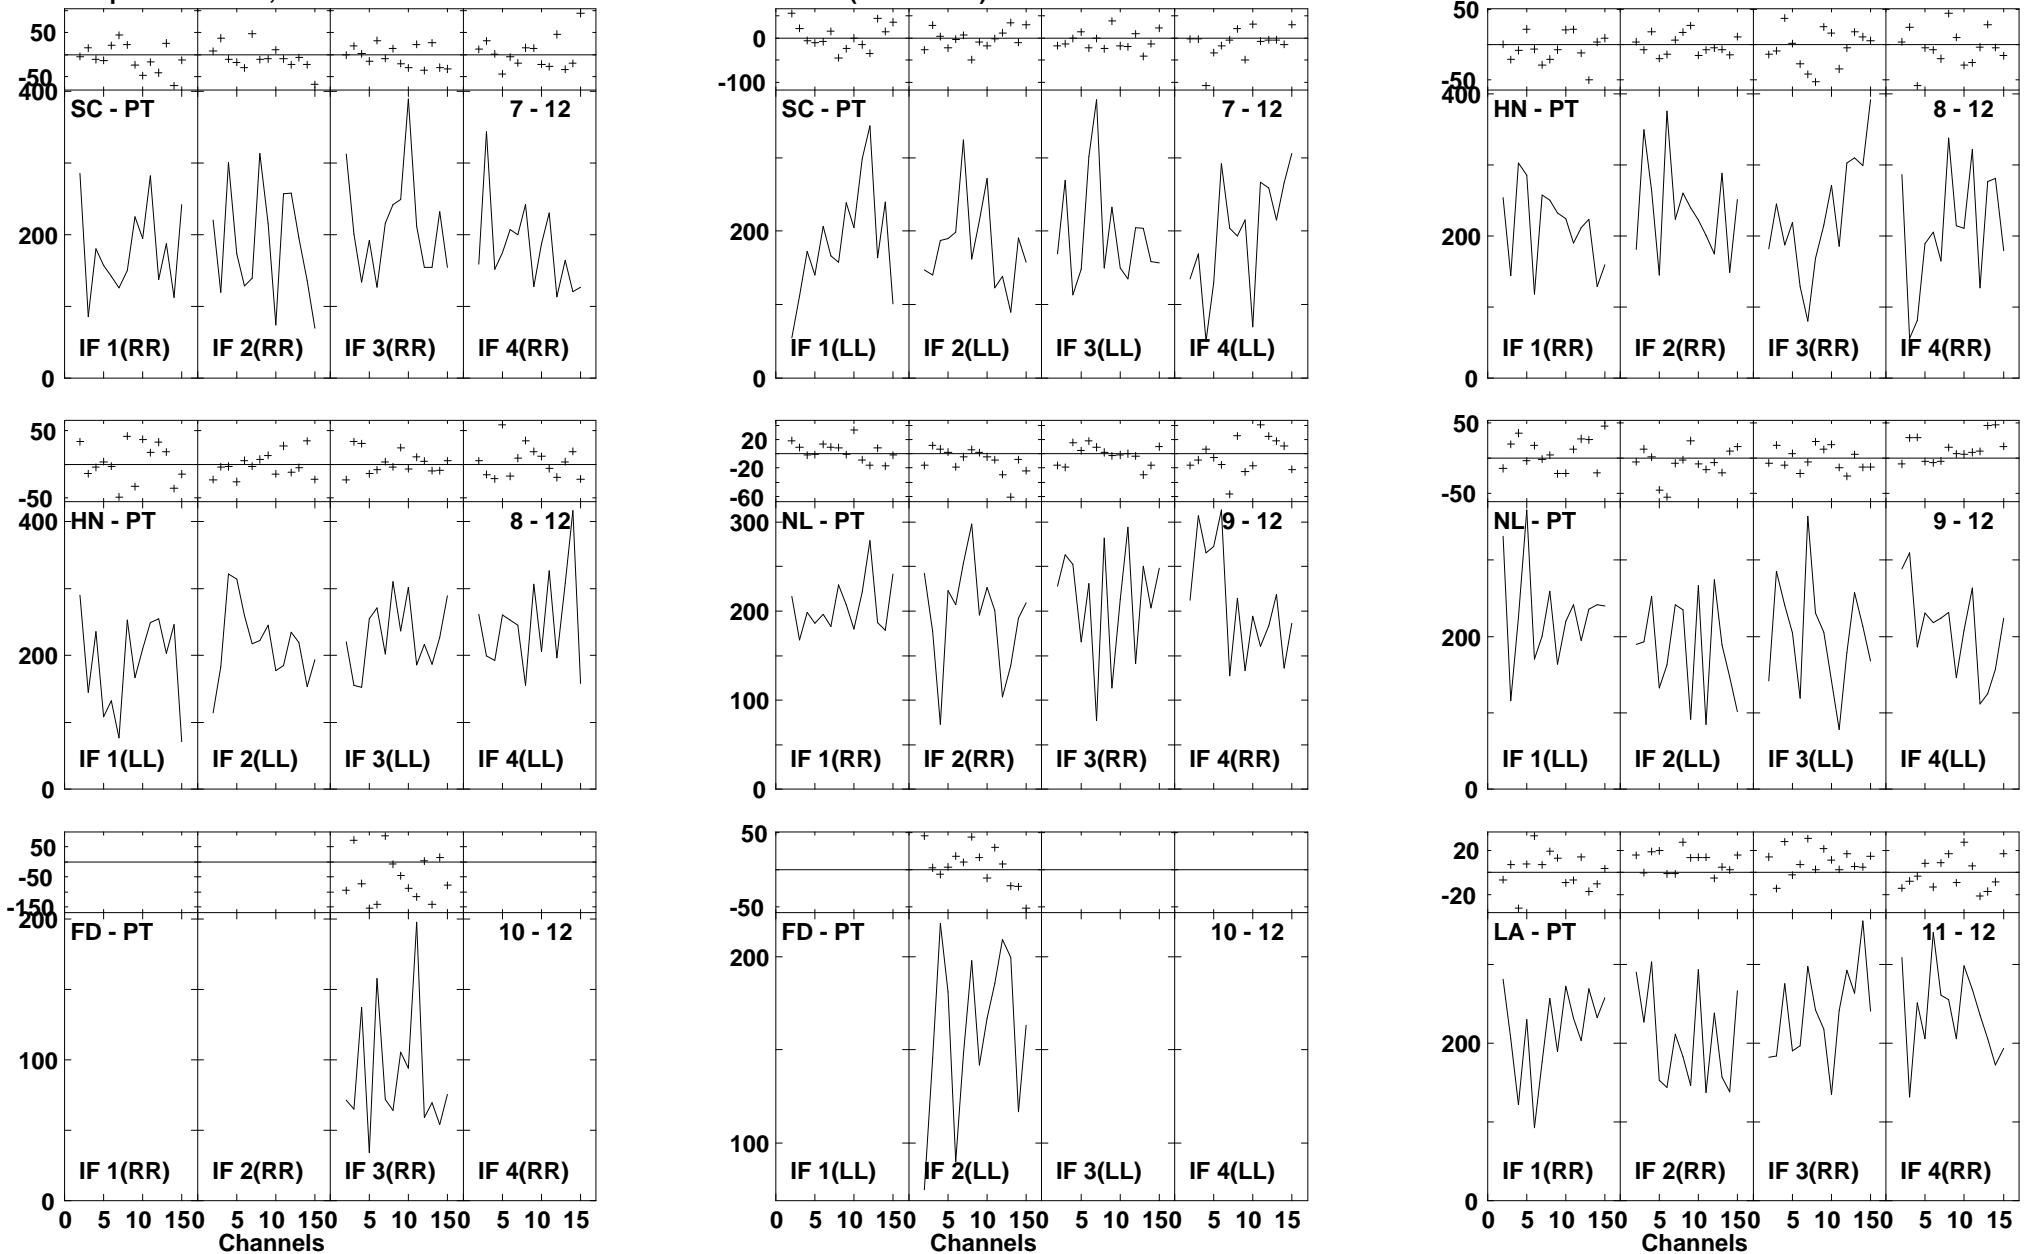 50
-50
400
SC - PT
7 - 12
200
IF 1(RR)
IF 2(RR)
IF 3(RR)
IF 4(RR)
0
0
-100
SC - PT
7 - 12
200
IF 1(LL)
IF 2(LL)
IF 3(LL)
IF 4(LL)
0
50
-50
400
HN - PT
8 - 12
200
IF 1(RR)
IF 2(RR)
IF 3(RR)
IF 4(RR)
0
50
-50
400
HN - PT
8 - 12
200
IF 1(LL)
IF 2(LL)
IF 3(LL)
IF 4(LL)
0
20
-20
-60
300
NL - PT
9 - 12
200
100
IF 1(RR)
IF 2(RR)
IF 3(RR)
IF 4(RR)
0
50
-50
NL - PT
9 - 12
200
IF 1(LL)
IF 2(LL)
IF 3(LL)
IF 4(LL)
0
50
-50
-150
200
FD - PT
10 - 12
100
IF 1(RR)
IF 2(RR)
IF 3(RR)
IF 4(RR)
0
0 5 10 150 5 10 150 5 10 150 5 10 15
Channels
50
-50
FD - PT
10 - 12
200
100
IF 1(LL)
IF 2(LL)
IF 3(LL)
IF 4(LL)
0 5 10 150 5 10 150 5 10 150 5 10 15
Channels
20
-20
LA - PT
11 - 12
200
IF 1(RR)
IF 2(RR)
IF 3(RR)
IF 4(RR)
0
0 5 10 150 5 10 150 5 10 150 5 10 15
Channels